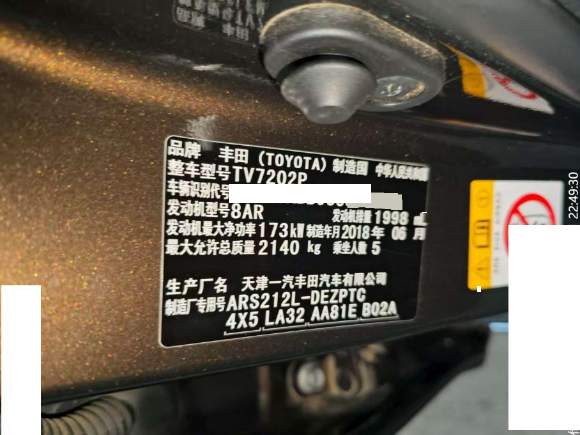 品牌 丰田 (TOYOTA) 制造国 中华人民共和国
整车型号TV7202P
车辆识别代号
发动机型号8AR 发动机排量1998 mL
发动机最大净功率173kW 制造年月2018年 06 月
最大允许总质量2140 kg 乘坐人数 5
生产厂名 天津一汽丰田汽车有限公司
制造厂专用号ARS212L-DEZPTC
4X5 LA32 AA81E B02A
22:49:30